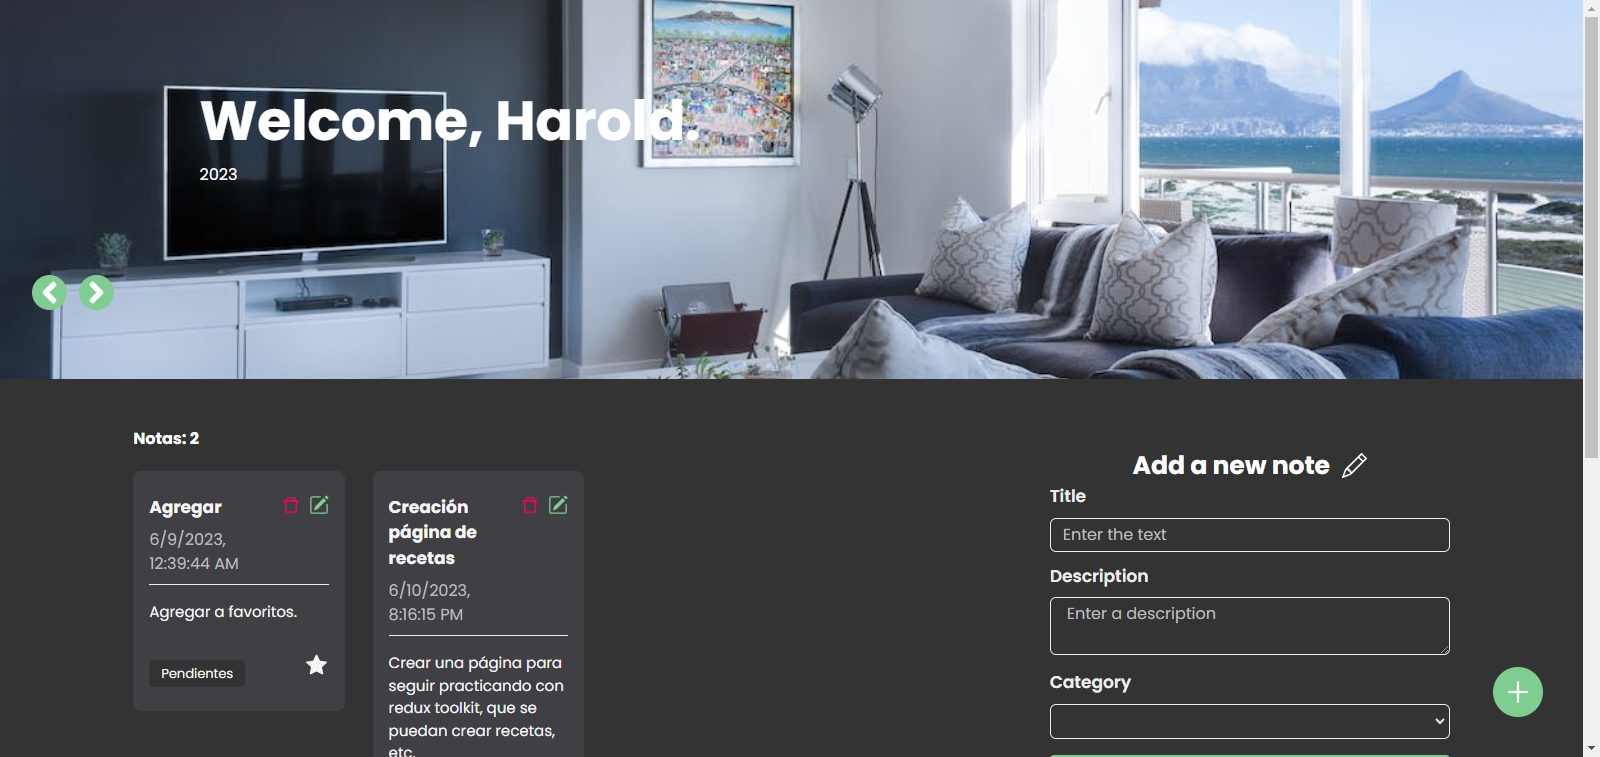 Welcome, Harold.
2023
Notas: 2
Agregar
6/9/2023,
12:39:44 AM
Agregar a favoritos.
Pendientes
Creación
página de
recetas
6/10/2023,
8:16:15 PM
Crear una página para
seguir practicando con
redux toolkit, que se
puedan crear recetas,
etc.
Add a new note
Title
Enter the text
Description
Enter a description
Category